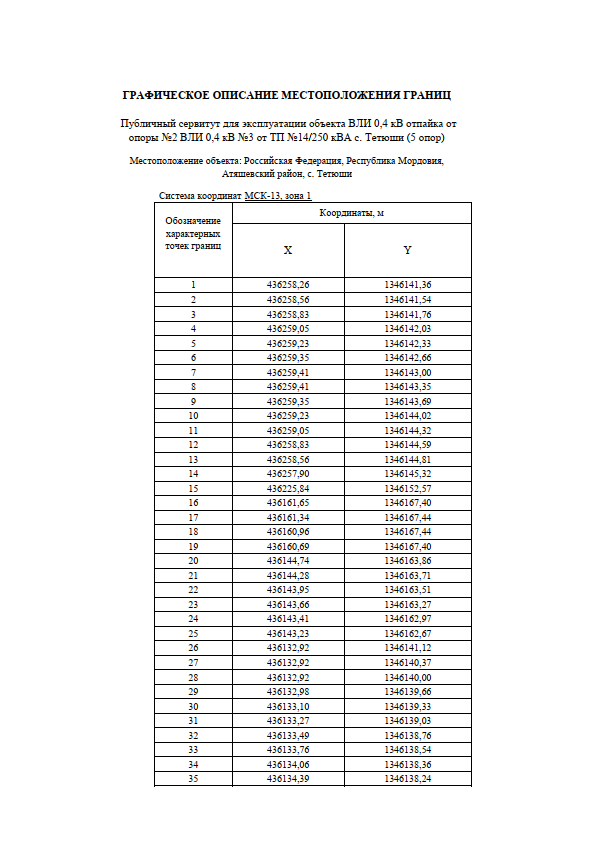 ГРАФИЧЕСКОЕ ОПИСАНИЕ МЕСТОПОЛОЖЕНИЯ ГРАНИЦ
Публичный сервитут для эксплуатации объекта ВЛИ 0,4 кВ отпайка от
опоры №2 ВЛИ 0,4 кВ №3 от ТП №14/250 кВА с. Тетюши (5 опор)
Местоположение объекта: Российская Федерация, Республика Мордовия,
Атяшевский район, с. Тетюши
Система координат МСК-13, зона 1
Обозначение характерных точек границ
Координаты, м
X Y
1 436258,26 1346141,36
2 436258,56 1346141,54
3 436258,83 1346141,76
4 436259,05 1346142,03
5 436259,23 1346142,33
6 436259,35 1346142,66
7 436259,41 1346143,00
8 436259,41 1346143,35
9 436259,35 1346143,69
10 436259,23 1346144,02
11 436259,05 1346144,32
12 436258,83 1346144,59
13 436258,56 1346144,81
14 436257,90 1346145,32
15 436225,84 1346152,57
16 436161,65 1346167,40
17 436161,34 1346167,44
18 436160,96 1346167,44
19 436160,69 1346167,40
20 436144,74 1346163,86
21 436144,28 1346163,71
22 436143,95 1346163,51
23 436143,66 1346163,27
24 436143,41 1346162,97
25 436143,23 1346162,67
26 436132,92 1346141,12
27 436132,92 1346140,37
28 436132,92 1346140,00
29 436132,98 1346139,66
30 436133,10 1346139,33
31 436133,27 1346139,03
32 436133,49 1346138,76
33 436133,76 1346138,54
34 436134,06 1346138,36
35 436134,39 1346138,24